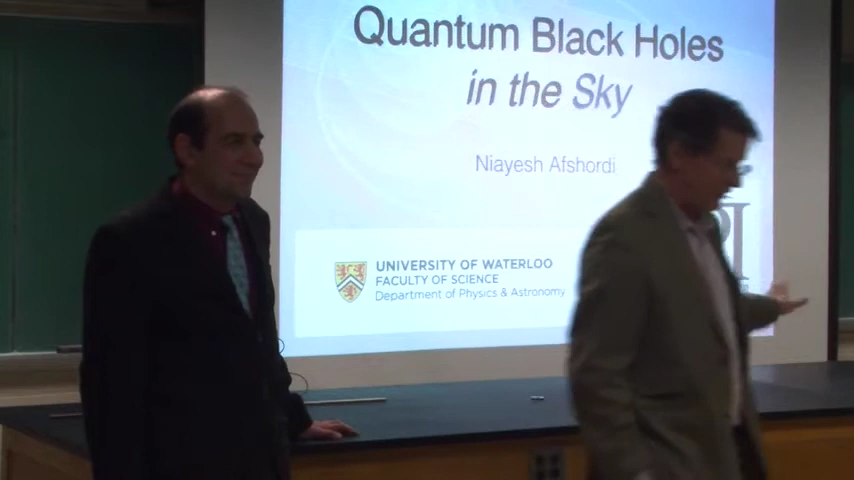 Quantum Black Holes
in the Sky
Niayesh Afshordi
UNIVERSITY OF WATERLOO
FACULTY OF SCIENCE
Department of Physics & Astronomy